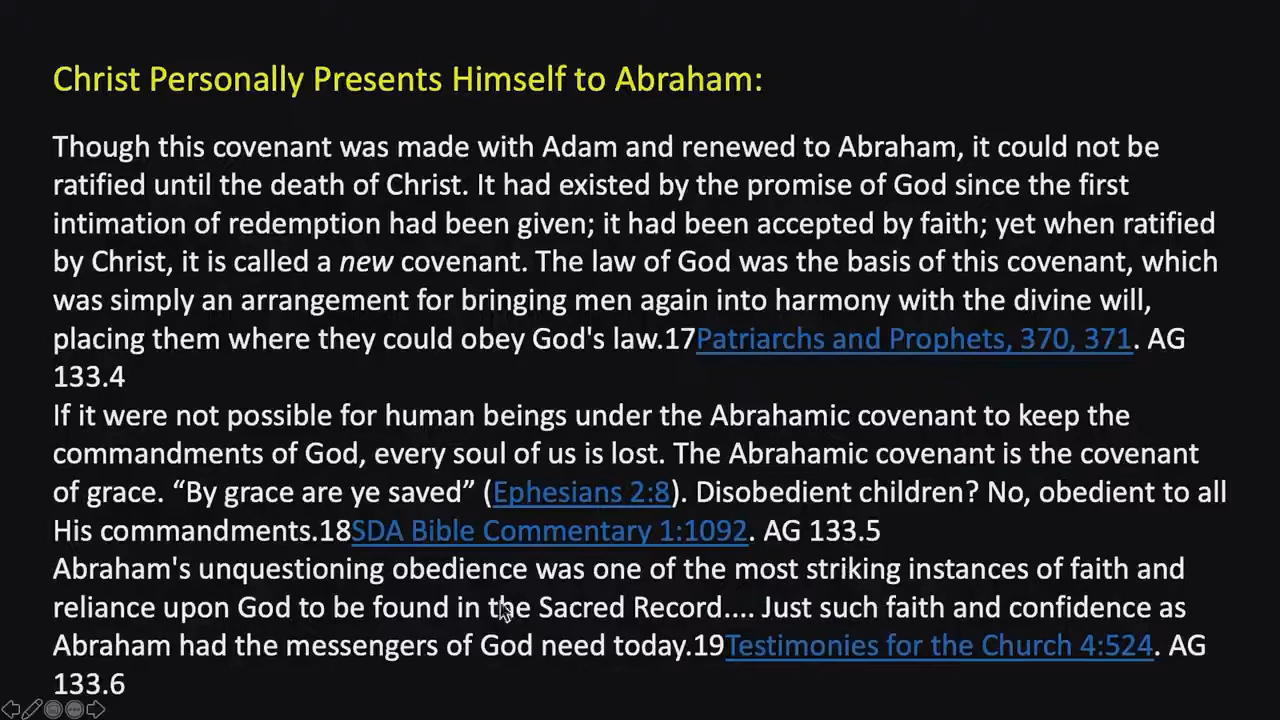 Christ Personally Presents Himself to Abraham:
Though this covenant was made with Adam and renewed to Abraham, it could not be
ratified until the death of Christ. It had existed by the promise of God since the first
intimation of redemption had been given; it had been accepted by faith; yet when ratified
by Christ, it is called a new covenant. The law of God was the basis of this covenant, which
was simply an arrangement for bringing men again into harmony with the divine will,
placing them where they could obey God's law.17Patriarchs and Prophets, 370, 371. AG
133.4
If it were not possible for human beings under the Abrahamic covenant to keep the
commandments of God, every soul of us is lost. The Abrahamic covenant is the covenant
of grace. “By grace are ye saved” (Ephesians 2:8). Disobedient children? No, obedient to all
His commandments.18SDA Bible Commentary 1:1092. AG 133.5
Abraham's unquestioning obedience was one of the most striking instances of faith and
reliance upon God to be found in the Sacred Record.... Just such faith and confidence as
Abraham had the messengers of God need today.19Testimonies for the Church 4:524. AG
133.6